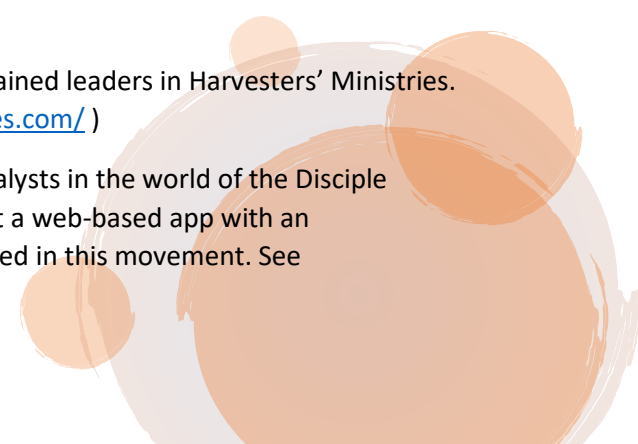 ained leaders in Harvesters’ Ministries.
es.com/ )
alysts in the world of the Disciple
t a web-based app with an
ed in this movement. See